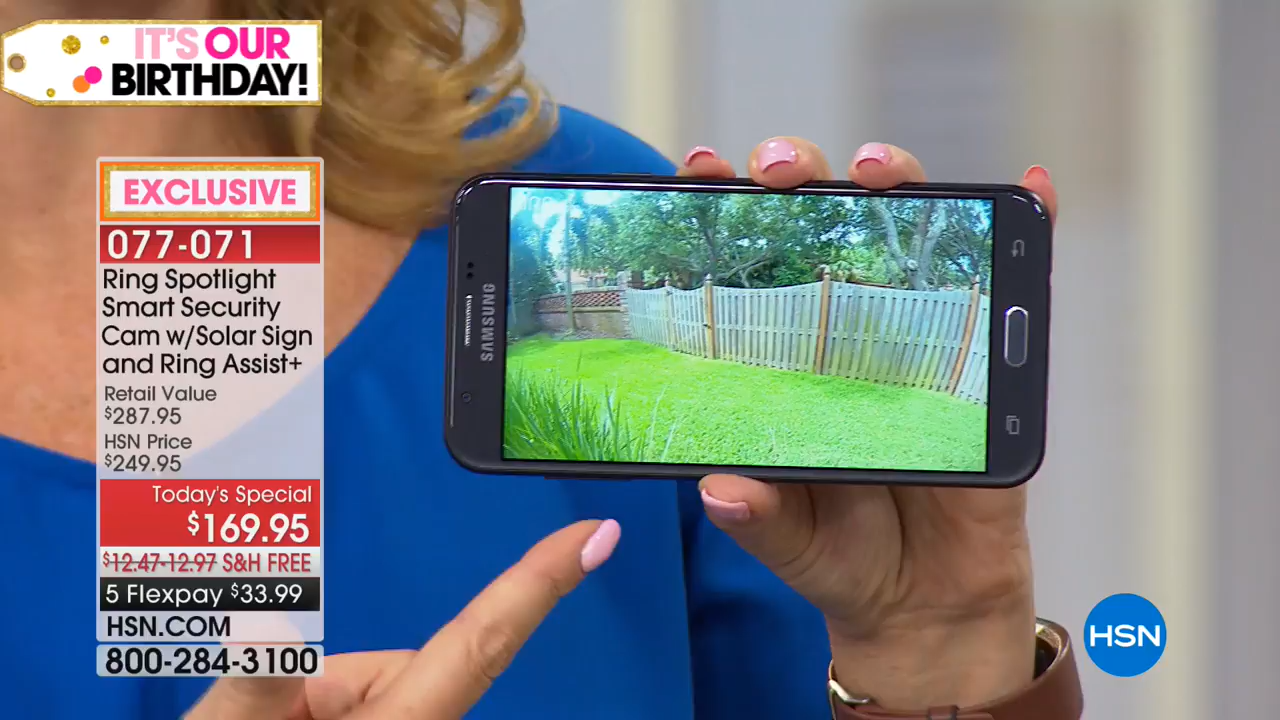 IT'S OUR
BIRTHDAY!
EXCLUSIVE
077-071
Ring Spotlight
Smart Security
Cam w/Solar Sign
and Ring Assist+
Retail Value
$287.95
HSN Price
$249.95
Today's Special
$169.95
$12.47-12.97 S&H FREE
5 Flexpay $33.99
HSN.COM
800-284-3100
SAMSUNG
HSN